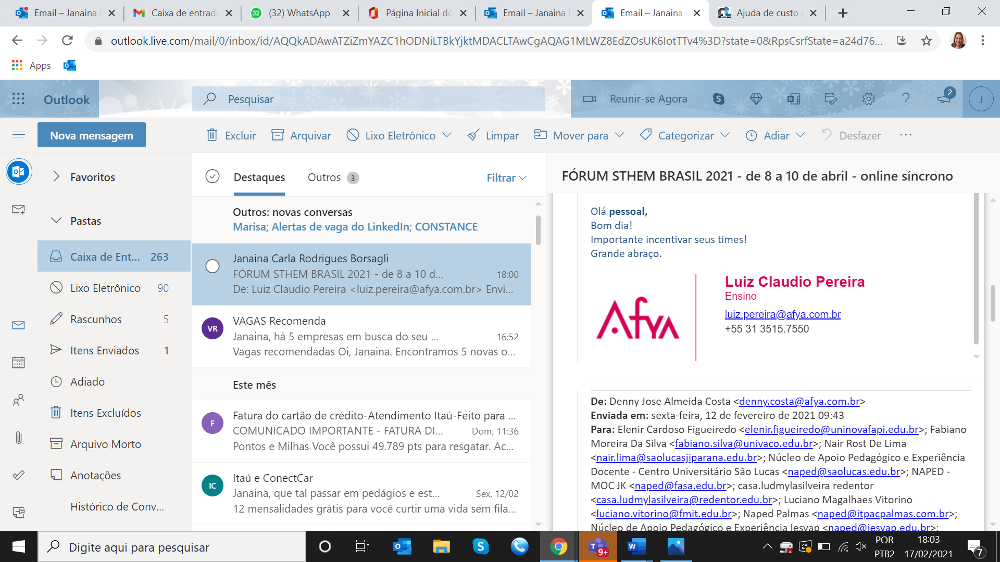 Email – Janaina
Caixa de entrada
(32) WhatsApp
Página Inicial do
Email – Janaina
Email – Janaina
Ajuda de custo
outlook.live.com/mail/0/inbox/id/AQQkADAwATZiZmYAZC1hODNiLTBkYjktMDACLTAwCgAQAG1MLWZ8EdZOsUK6IotTTv4%3D?state=0&RpsCsrfState=a24d76...
Apps
Outlook
Pesquisar
Reunir-se Agora
2
J
Nova mensagem
Excluir
Arquivar
Lixo Eletrônico
Limpar
Mover para
Categorizar
Adiar
Desfazer
...
Favoritos
Pastas
Caixa de Ent... 263
Lixo Eletrônico 90
Rascunhos 5
Itens Enviados 1
Adiado
Itens Excluídos
Arquivo Morto
Anotações
Histórico de Conv...
Destaques
Outros 3
Filtrar
Outros: novas conversas
Marisa; Alertas de vaga do LinkedIn; CONSTANCE
Janaina Carla Rodrigues Borsagli
FÓRUM STHEM BRASIL 2021 - de 8 a 10 d... 18:00
De: Luiz Claudio Pereira <luiz.pereira@afya.com.br> Envi...
VR
VAGAS Recomenda
Janaina, há 5 empresas em busca do seu ... 16:52
Vagas recomendadas Oi, Janaina. Encontramos 5 novas o...
Este mês
F
Fatura do cartão de crédito-Atendimento Itaú-Feito para ...
COMUNICADO IMPORTANTE - FATURA DI... Dom, 11:36
Pontos e Milhas Você possui 49.789 pts para resgatar. Ac...
IC
Itaú e ConectCar
Janaina, que tal passar em pedágios e est... Sex, 12/02
12 mensalidades grátis para você curtir uma vida sem fila...
FÓRUM STHEM BRASIL 2021 - de 8 a 10 de abril - online síncrono
Olá pessoal,
Bom dia!
Importante incentivar seus times!
Grande abraço.
Afya
Luiz Claudio Pereira
Ensino
luiz.pereira@afya.com.br
+55 31 3515.7550
De: Denny Jose Almeida Costa <denny.costa@afya.com.br>
Enviada em: sexta-feira, 12 de fevereiro de 2021 09:43
Para: Elenir Cardoso Figueiredo <elenir.figueiredo@uninovafapi.edu.br>; Fabiano
Moreira Da Silva <fabiano.silva@univaco.edu.br>; Nair Rost De Lima
<nair.lima@saolucasjiparana.edu.br>; Núcleo de Apoio Pedagógico e Experiência
Docente - Centro Universitário São Lucas <naped@saolucas.edu.br>; NAPED -
MOC JK <naped@fasa.edu.br>; casa.ludmylasilveira redentor
<casa.ludmylasilveira@redentor.edu.br>; Luciano Magalhaes Vitorino
<luciano.vitorino@fmit.edu.br>; Naped Palmas <naped@itpacpalmas.com.br>;
Núcleo de Apoio Pedagógico e Experiência Iesvap <naped@iesvap.edu.br>;
Digite aqui para pesquisar
9+
POR
PTB2
18:03
17/02/2021
7